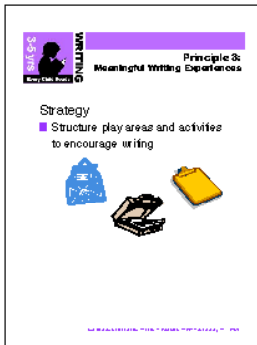 3-5 yrs
WRITING
Every Child Reads
Principle 3:
Meaningful Writing Experiences
Strategy
Structure play areas and activities
to encourage writing